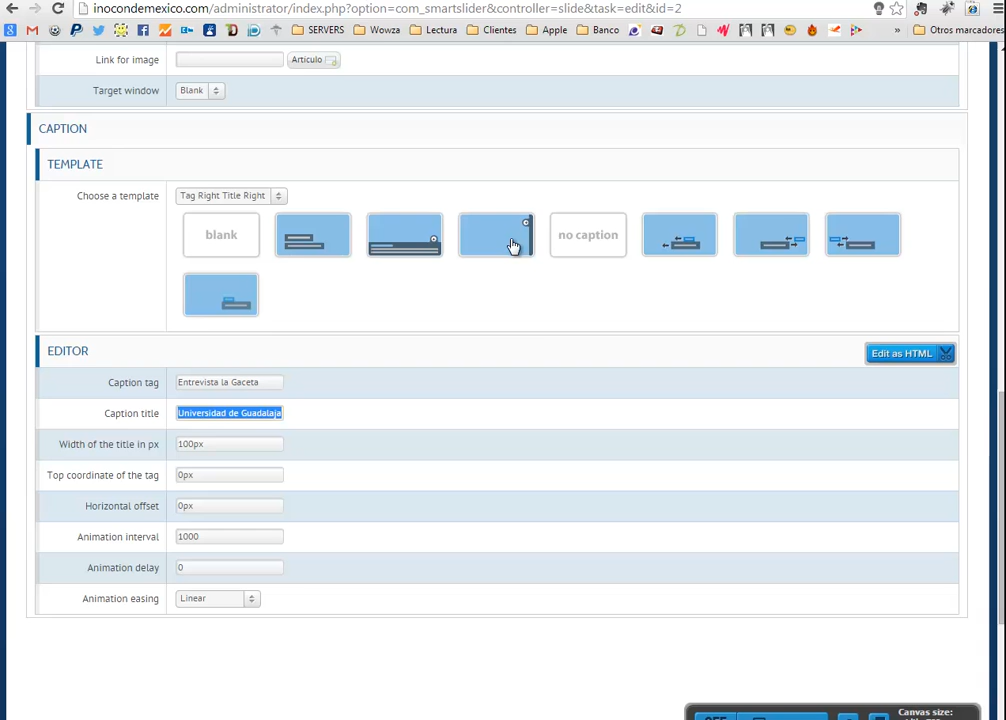 inocondemexico.com/administrator/index.php?option=com_smartslider&controller=slide&task=edit&id=2
SERVERS Wowza Lectura Clientes Apple Banco » Otros marcadores
Link for image Artículo
Target window Blank
CAPTION
TEMPLATE
Choose a template Tag Right Title Right
blank no caption
EDITOR Edit as HTML
Caption tag Entrevista la Gaceta
Caption title Universidad de Guadalaja
Width of the title in px 100px
Top coordinate of the tag 0px
Horizontal offset 0px
Animation interval 1000
Animation delay 0
Animation easing Linear
Canvas size:
OFF